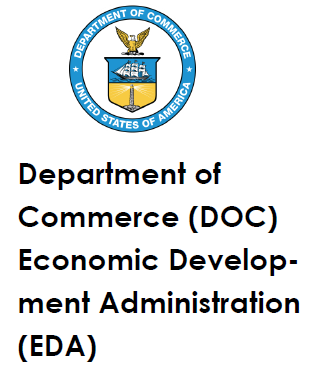 DEPARTMENT OF COMMERCE
UNITED STATES OF AMERICA
Department of
Commerce (DOC)
Economic Develop-
ment Administration
(EDA)